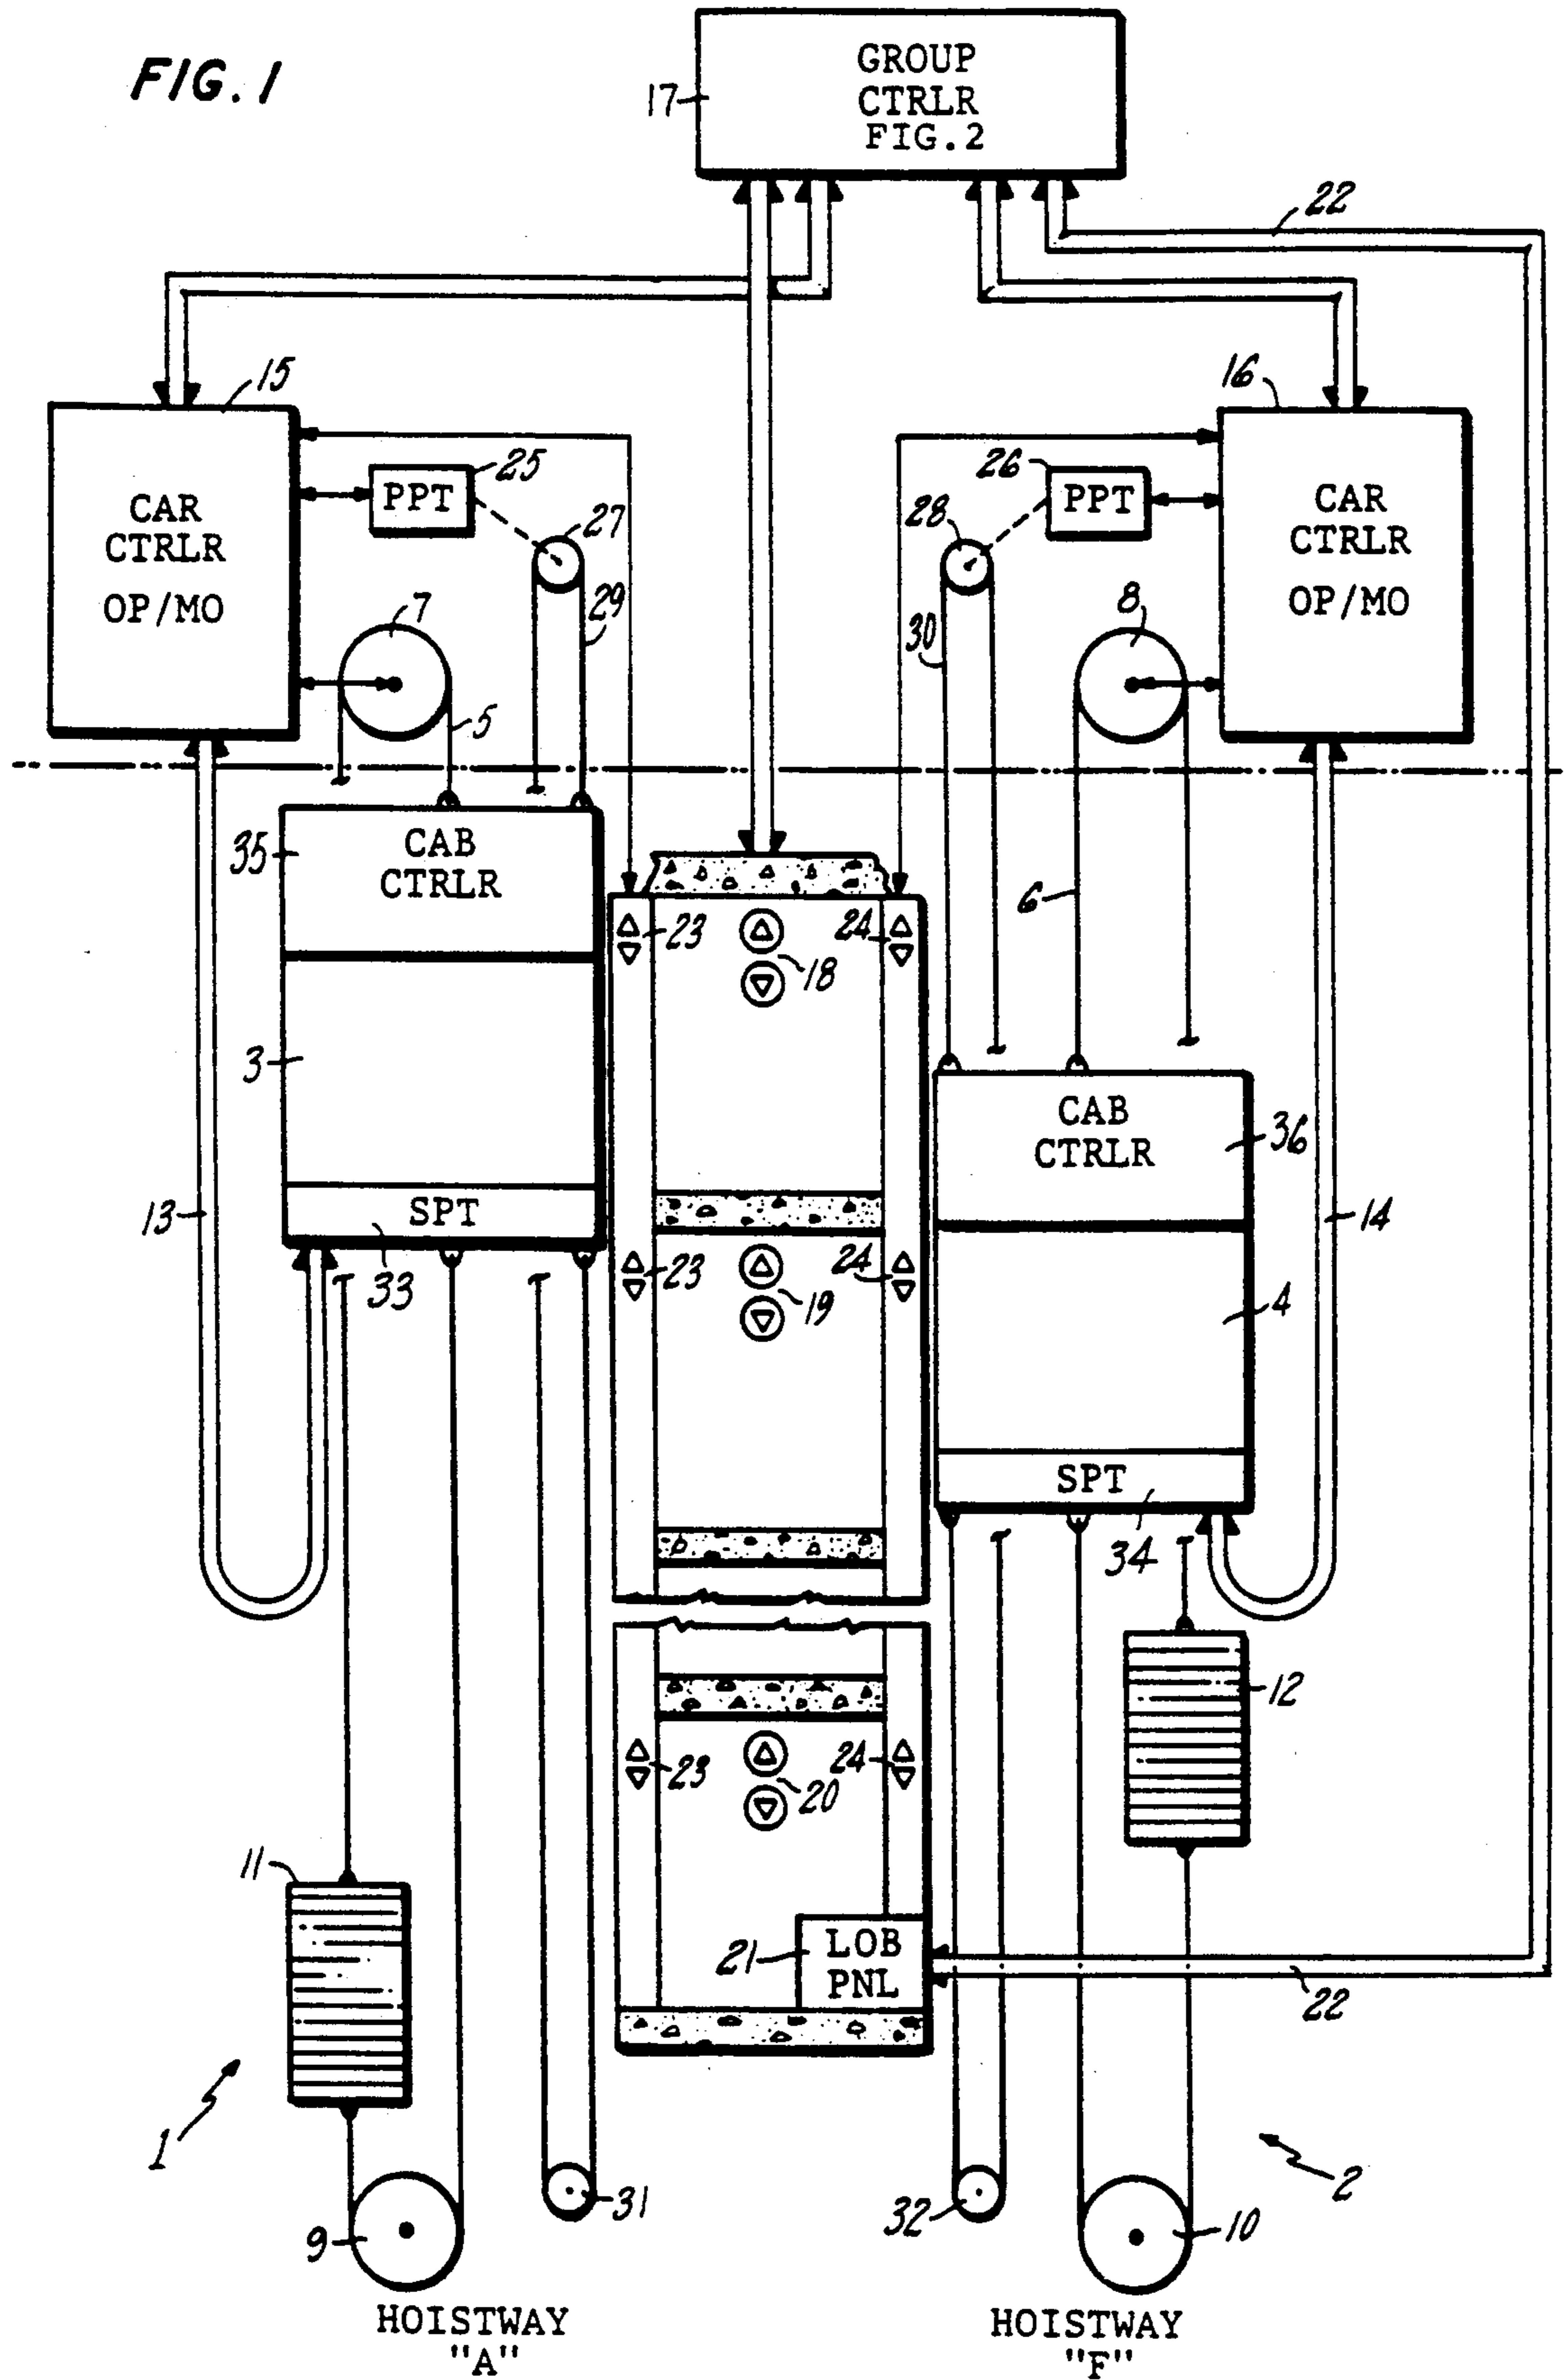 FIG. 1
GROUP
CTRLR
FIG. 2
17
22
15
16
CAR
CTRLR
OP/MO
PPT
25
27
29
7
5
26
PPT
28
30
8
CAR
CTRLR
OP/MO
35
CAB
CTRLR
3
SPT
33
13
23
18
24
23
19
24
6
CAB
CTRLR
36
14
4
SPT
34
12
23
20
24
11
21
LOB
PNL
22
1
2
9
31
32
10
HOISTWAY
"A"
HOISTWAY
"F"